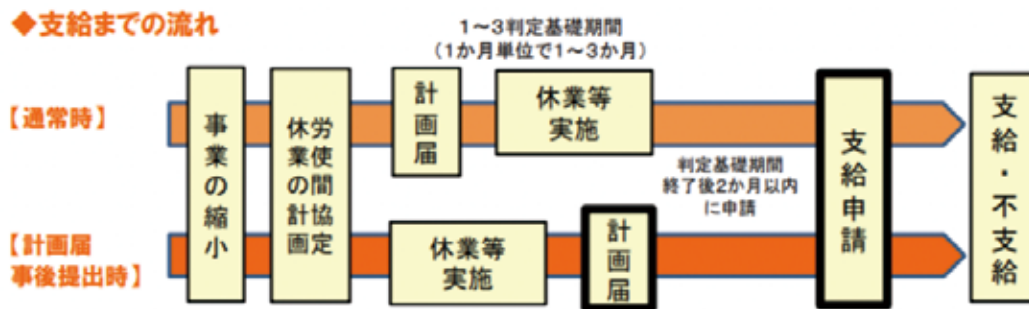 ◆支給までの流れ
1～3判定基礎期間
(1か月単位で1～3か月)
【通常時】
事業の縮小
労使間協定
休業の計画
計画届
休業等
実施
判定基礎期間
終了後2か月以内
に申請
支給申請
支給・不支給
【計画届
事後提出時】
休業等
実施
計画届